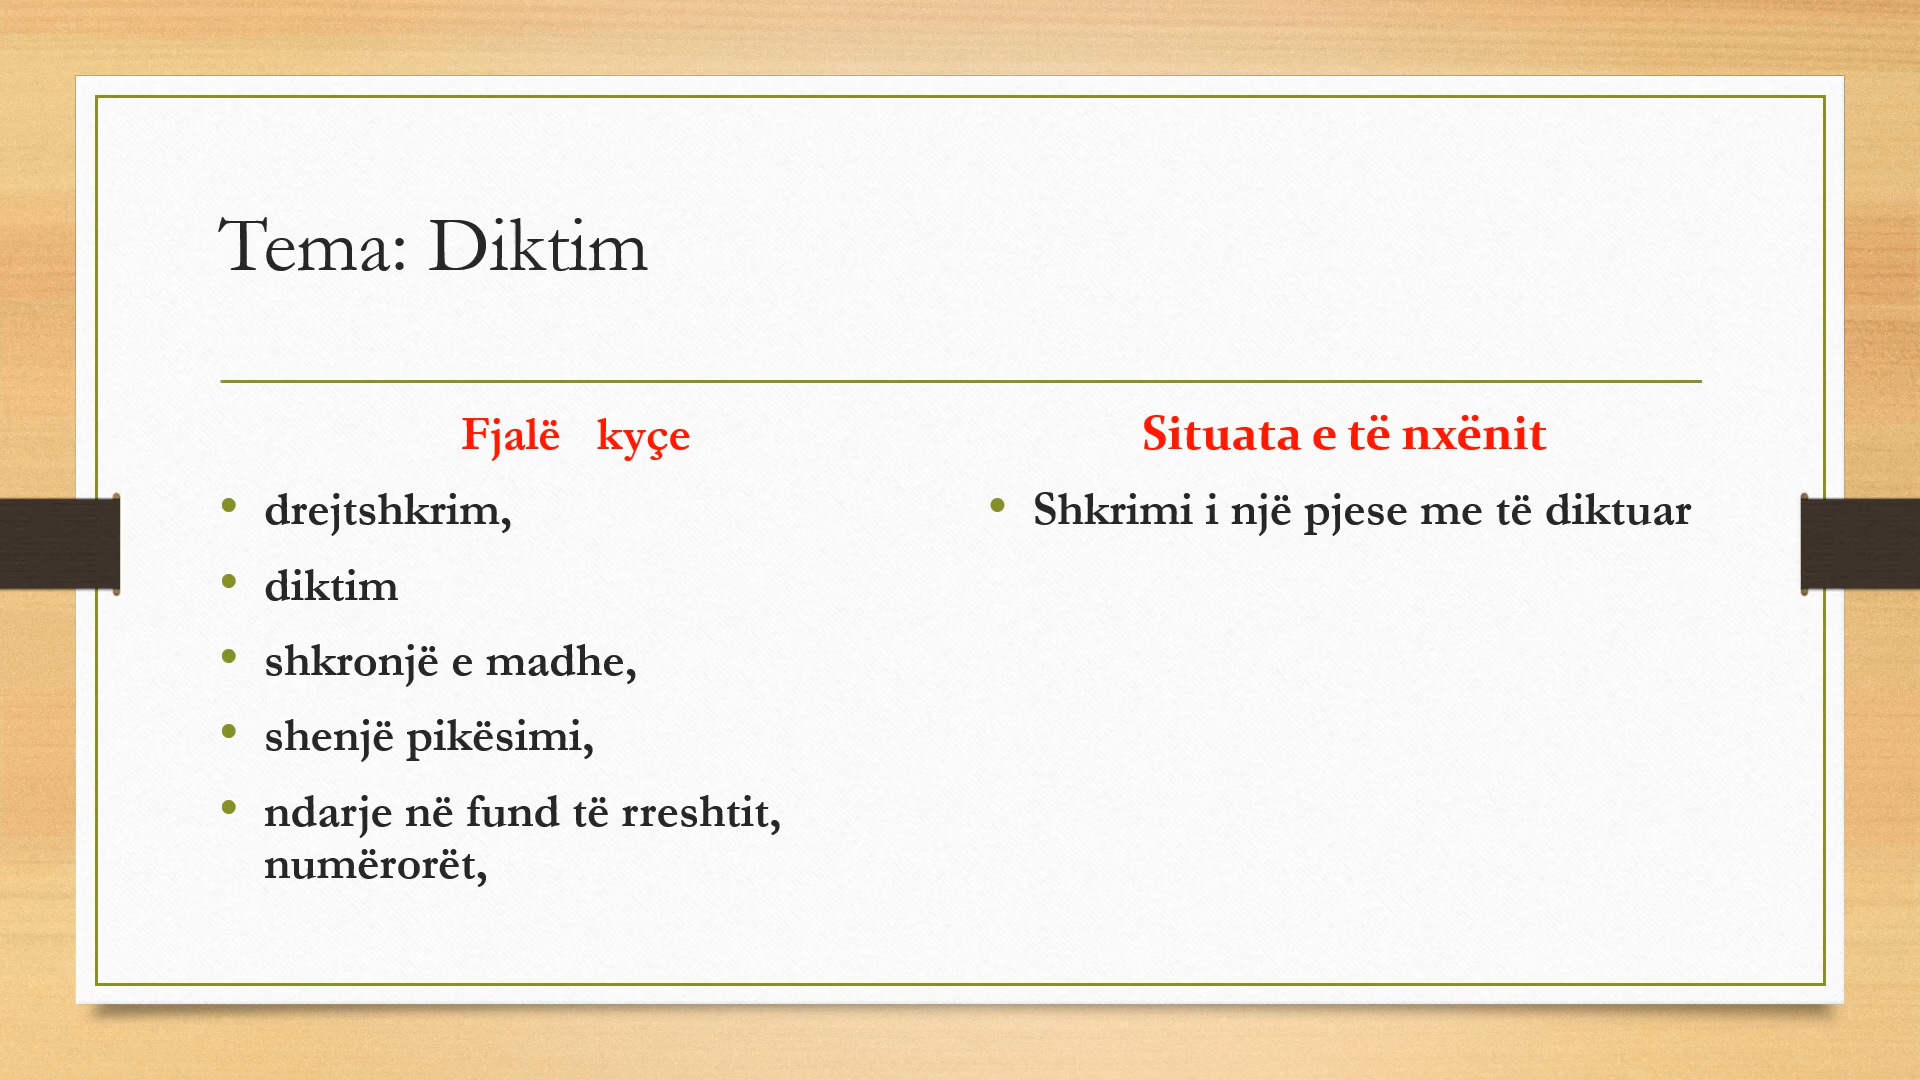 Tema: Diktim
Fjalë kyçe
• drejtshkrim,
• diktim
• shkronjë e madhe,
• shenjë pikësimi,
• ndarje në fund të rreshtit,
numërorët,
Situata e të nxënit
• Shkrimi i një pjese me të diktuar